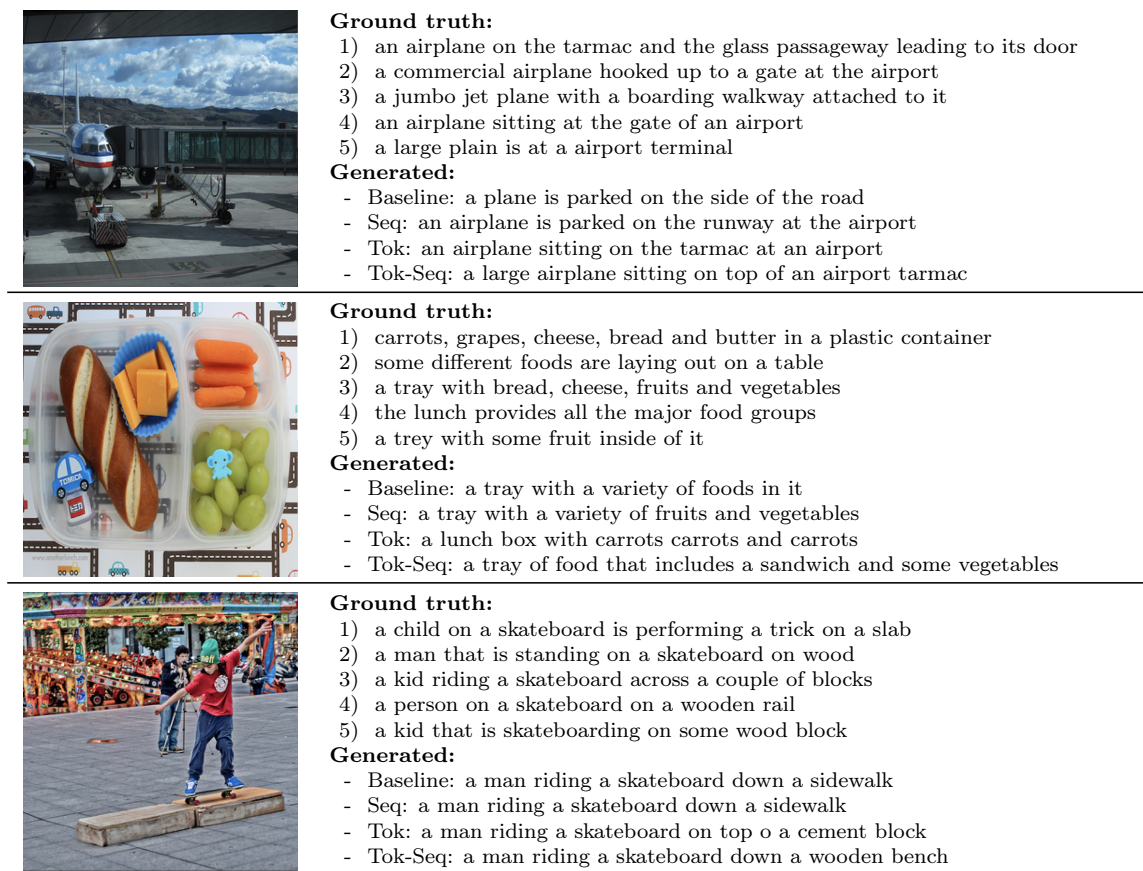 Ground truth:
1) an airplane on the tarmac and the glass passageway leading to its door
2) a commercial airplane hooked up to a gate at the airport
3) a jumbo jet plane with a boarding walkway attached to it
4) an airplane sitting at the gate of an airport
5) a large plain is at a airport terminal
Generated:
- Baseline: a plane is parked on the side of the road
- Seq: an airplane is parked on the runway at the airport
- Tok: an airplane sitting on the tarmac at an airport
- Tok-Seq: a large airplane sitting on top of an airport tarmac
TOMICA
Ground truth:
1) carrots, grapes, cheese, bread and butter in a plastic container
2) some different foods are laying out on a table
3) a tray with bread, cheese, fruits and vegetables
4) the lunch provides all the major food groups
5) a trey with some fruit inside of it
Generated:
- Baseline: a tray with a variety of foods in it
- Seq: a tray with a variety of fruits and vegetables
- Tok: a lunch box with carrots carrots and carrots
- Tok-Seq: a tray of food that includes a sandwich and some vegetables
neff
Ground truth:
1) a child on a skateboard is performing a trick on a slab
2) a man that is standing on a skateboard on wood
3) a kid riding a skateboard across a couple of blocks
4) a person on a skateboard on a wooden rail
5) a kid that is skateboarding on some wood block
Generated:
- Baseline: a man riding a skateboard down a sidewalk
- Seq: a man riding a skateboard down a sidewalk
- Tok: a man riding a skateboard on top o a cement block
- Tok-Seq: a man riding a skateboard down a wooden bench